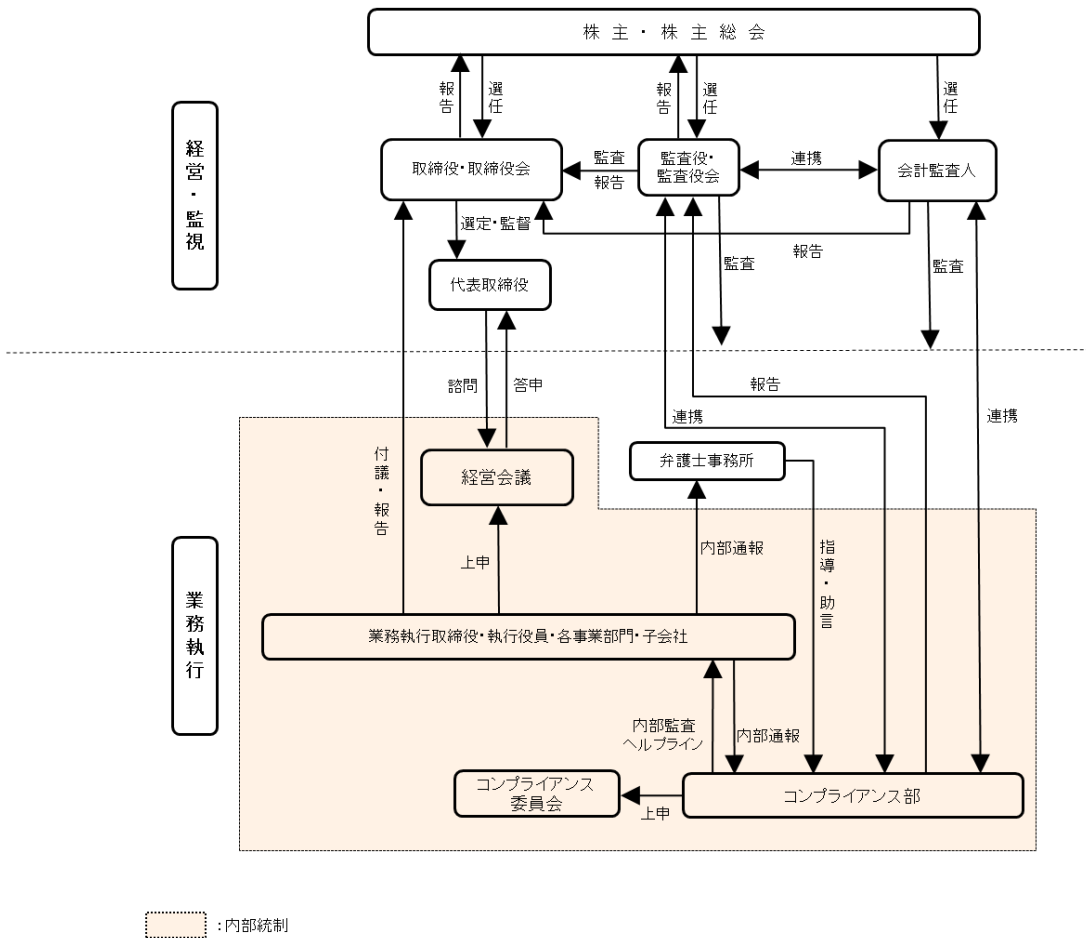 株主・株主総会
報告
選任
報告
選任
選任
経営・監視
取締役・取締役会
監査
報告
監査役・
監査役会
連携
会計監査人
選定・監督
報告
監査
監査
代表取締役
諮問
答申
報告
連携
連携
付議・報告
経営会議
弁護士事務所
上申
内部通報
指導・助言
業務執行
業務執行取締役・執行役員・各事業部門・子会社
内部監査
ヘルプライン
内部通報
コンプライアンス
委員会
上申
コンプライアンス部
：内部統制